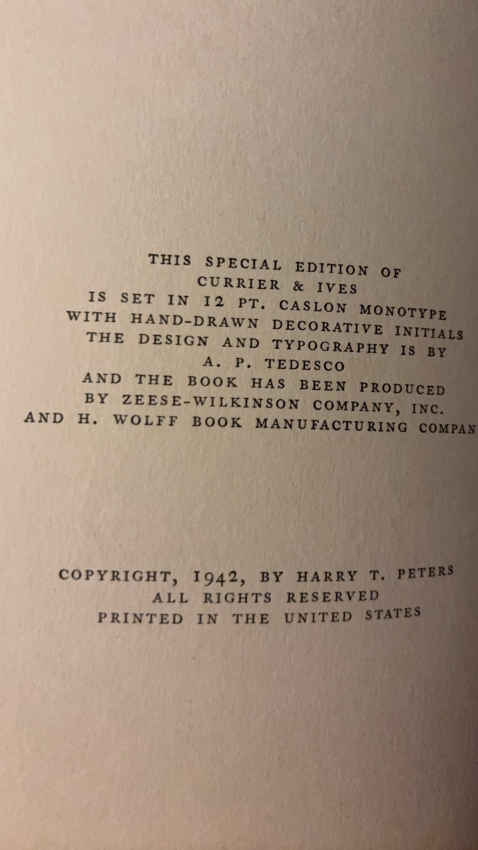 THIS SPECIAL EDITION OF
CURRIER & IVES
IS SET IN 12 PT. CASLON MONOTYPE
WITH HAND-DRAWN DECORATIVE INITIALS
THE DESIGN AND TYPOGRAPHY IS BY
A. P. TEDESCO
AND THE BOOK HAS BEEN PRODUCED
BY ZEESE-WILKINSON COMPANY, INC.
AND H. WOLFF BOOK MANUFACTURING COMPAN
COPYRIGHT, 1942, BY HARRY T. PETERS
ALL RIGHTS RESERVED
PRINTED IN THE UNITED STATES